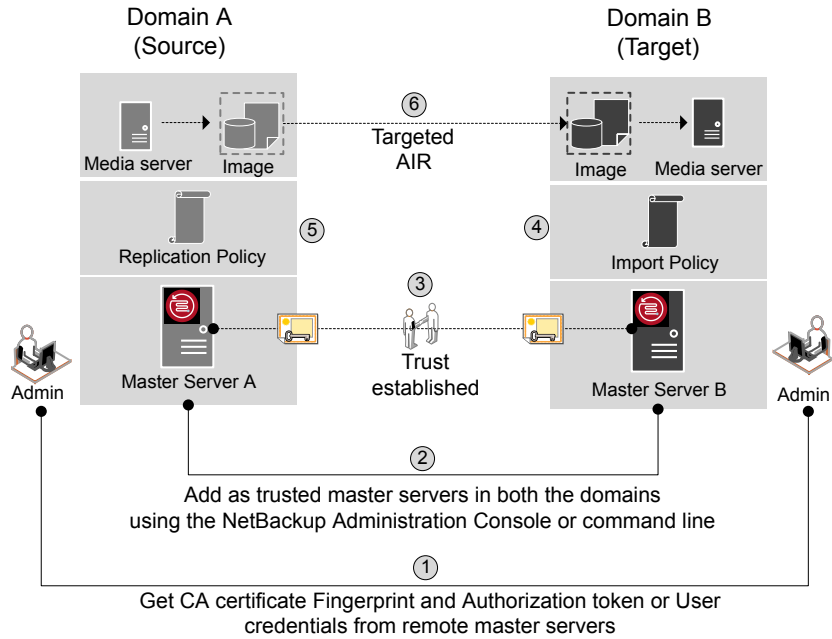 Domain A
(Source)
Domain B
(Target)
6
Targeted
AIR
Media server
Image
Image
Media server
5
4
Replication Policy
Import Policy
3
Trust
established
Master Server A
Master Server B
Admin
Admin
2
Add as trusted master servers in both the domains
using the NetBackup Administration Console or command line
1
Get CA certificate Fingerprint and Authorization token or User
credentials from remote master servers